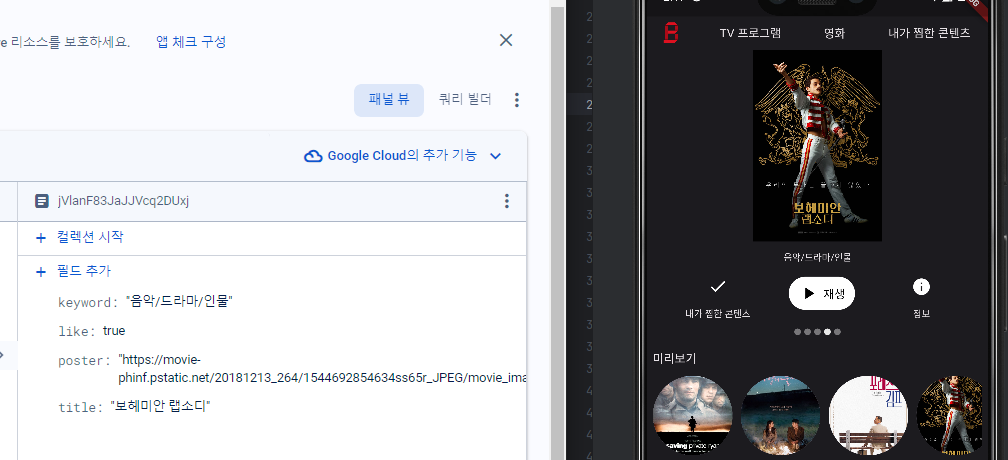 e 리소스를 보호하세요. 앱 체크 구성
패널 뷰 쿼리 빌더
Google Cloud의 추가 기능
jVlanF83JaJJVcq2DUxj
+ 컬렉션 시작
+ 필드 추가
keyword: "음악/드라마/인물"
like: true
poster: "https://movie-
phinf.pstatic.net/20181213_264/1544692854634ss65r_JPEG/movie_ima
title: "보헤미안 랩소디"
B
TV 프로그램 영화 내가 찜한 콘텐츠
보헤미안
랩소디
음악/드라마/인물
내가 찜한 콘텐츠 재생 정보
미리보기
saving private ryan